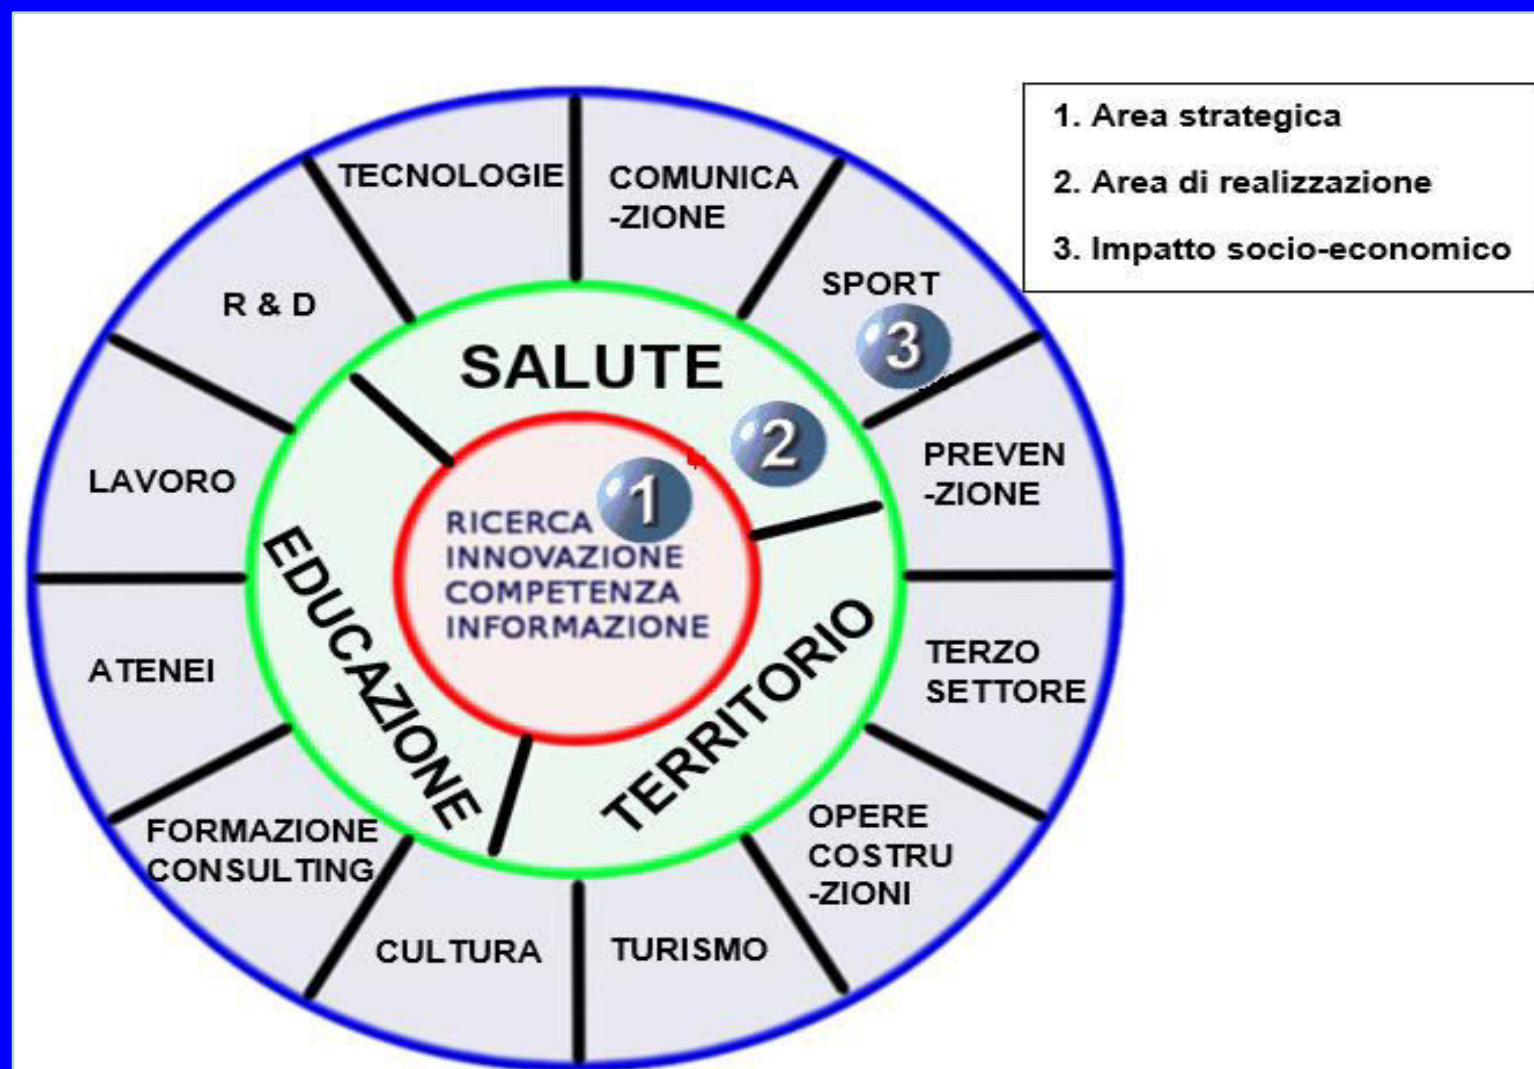 1. Area strategica
2. Area di realizzazione
3. Impatto socio-economico
TECNOLOGIE
COMUNICA
-ZIONE
SPORT
3
PREVEN
-ZIONE
TERZO
SETTORE
OPERE
COSTRU
-ZIONI
TURISMO
CULTURA
FORMAZIONE
CONSULTING
ATENEI
LAVORO
R & D
SALUTE
2
TERRITORIO
EDUCAZIONE
1
RICERCA
INNOVAZIONE
COMPETENZA
INFORMAZIONE